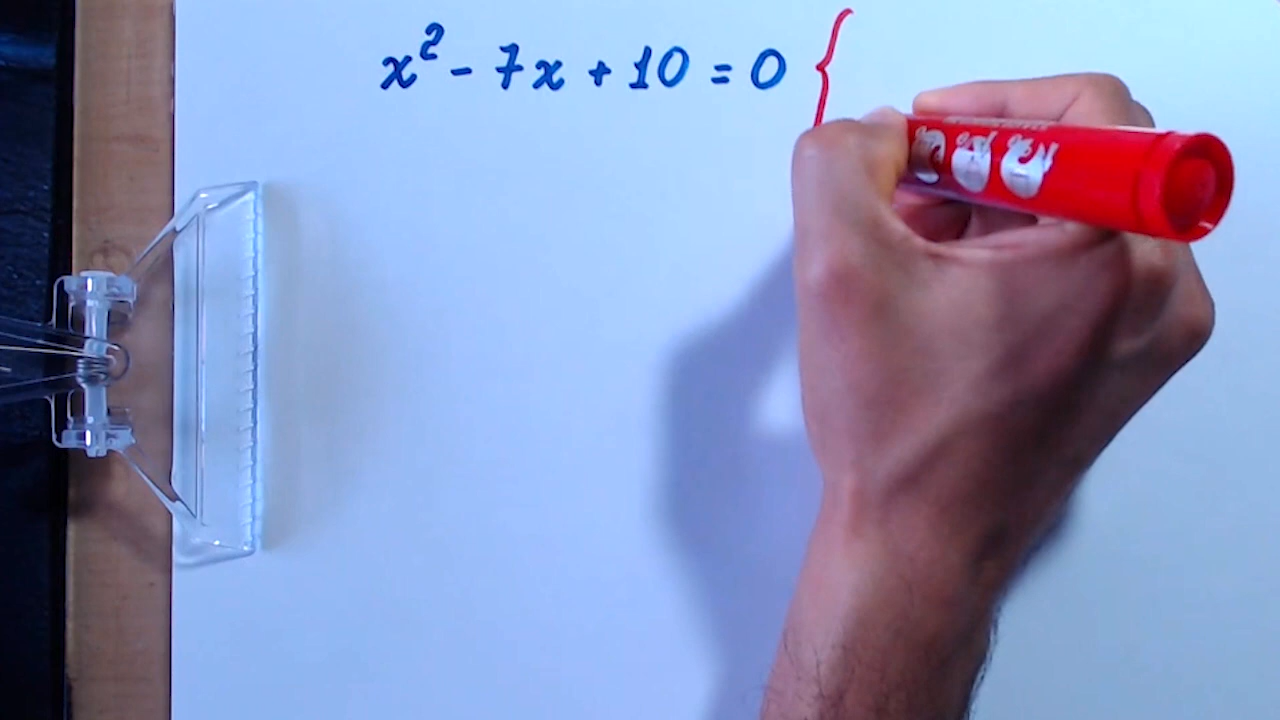 x² - 7x + 10 = 0 {